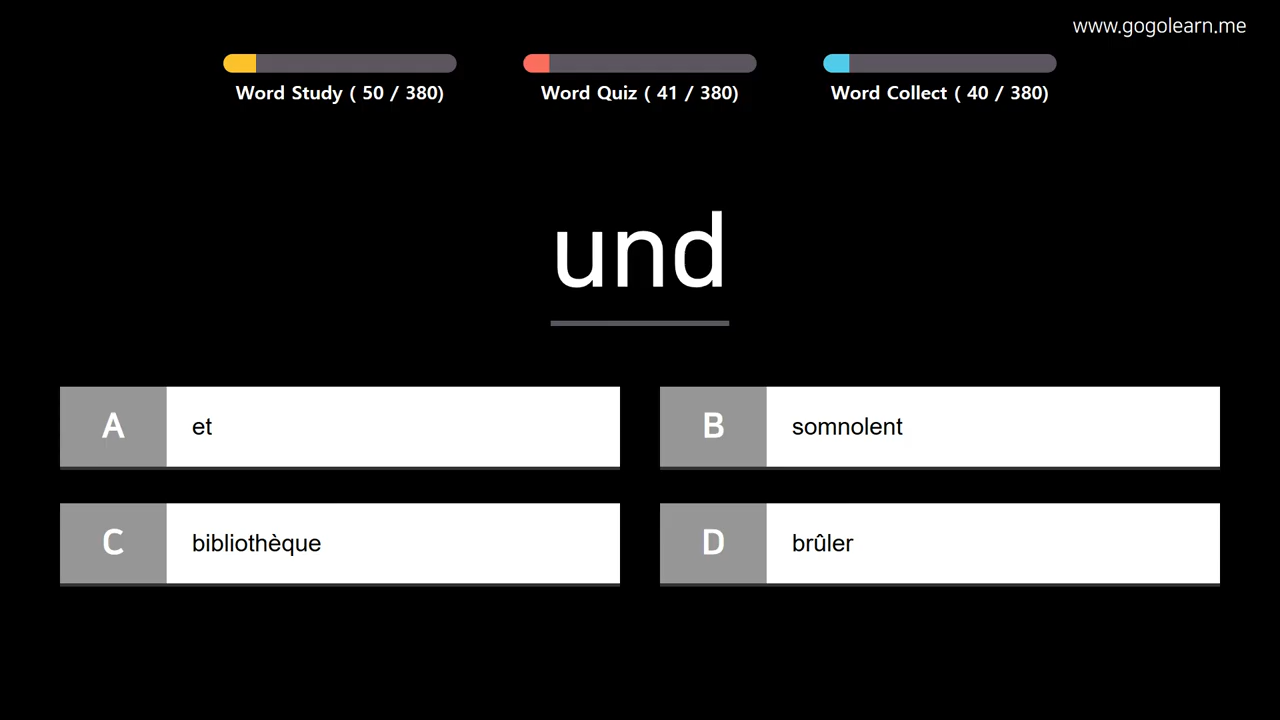 www.gogolearn.me
Word Study ( 50 / 380)
Word Quiz ( 41 / 380)
Word Collect ( 40 / 380)
und
A et
B somnolent
C bibliothèque
D brûler